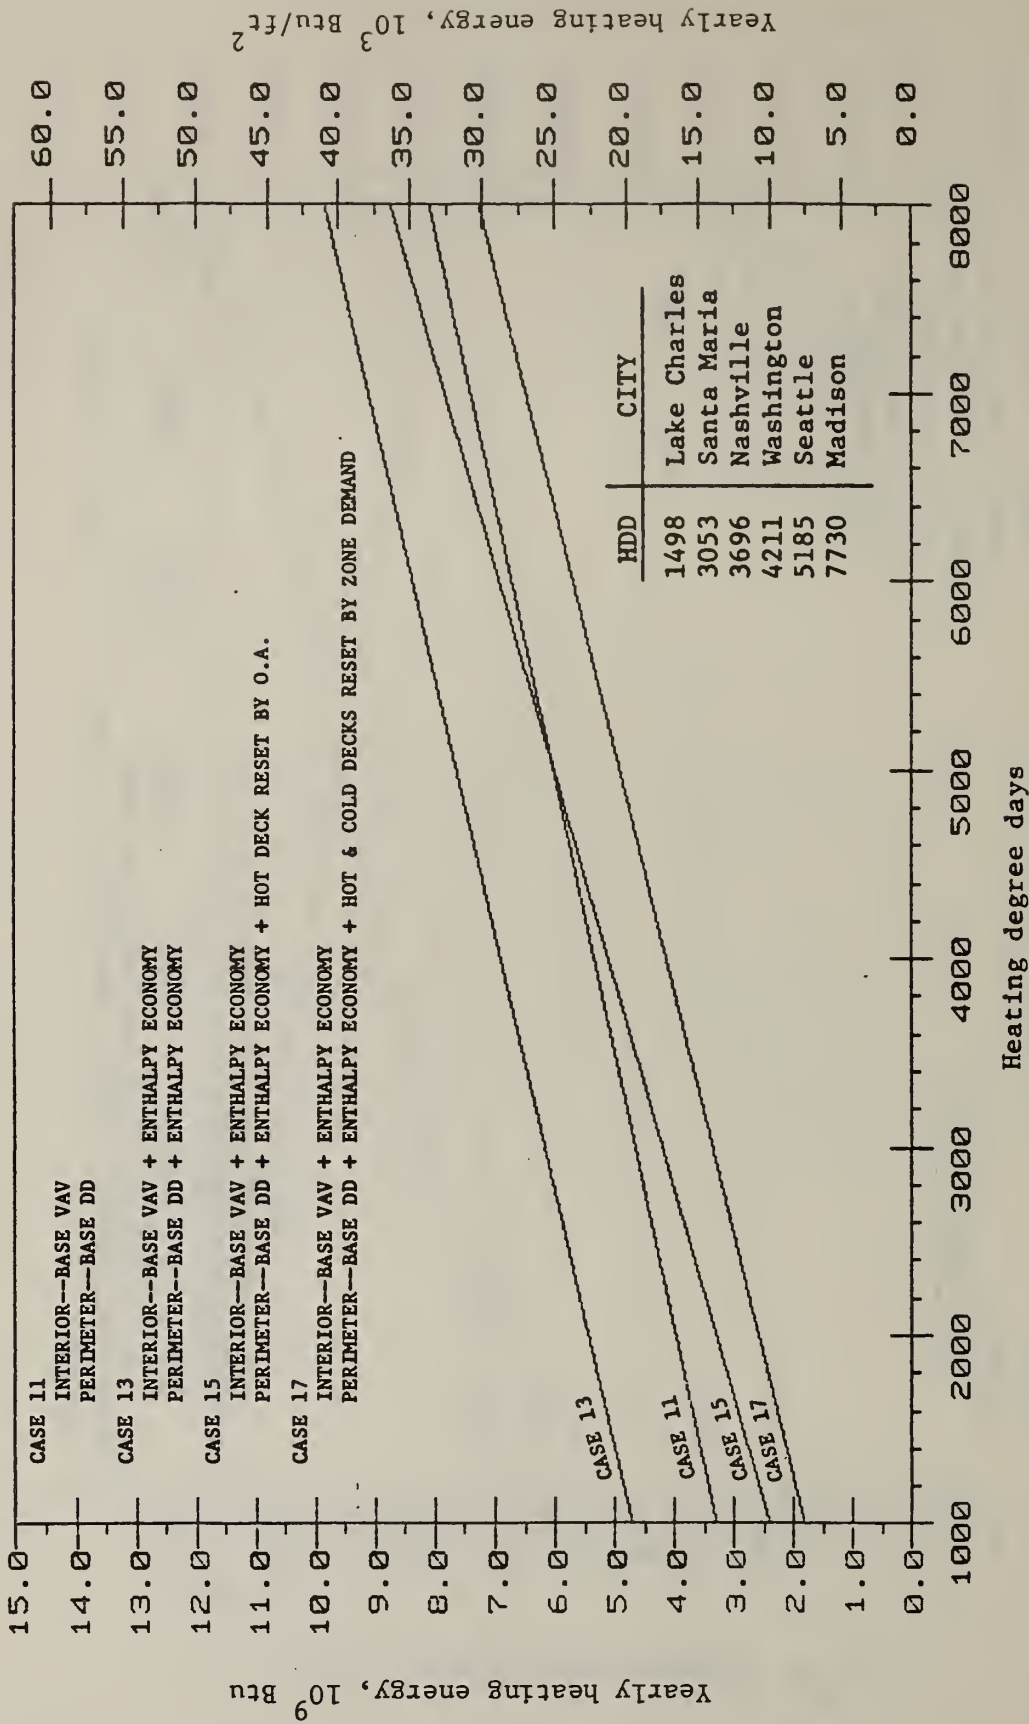 CASE 11
INTERIOR--BASE VAV
PERIMETER--BASE DD
CASE 13
INTERIOR--BASE VAV + ENTHALPY ECONOMY
PERIMETER--BASE DD + ENTHALPY ECONOMY
CASE 15
INTERIOR--BASE VAV + ENTHALPY ECONOMY
PERIMETER--BASE DD + ENTHALPY ECONOMY + HOT DECK RESET BY O.A.
CASE 17
INTERIOR--BASE VAV + ENTHALPY ECONOMY
PERIMETER--BASE DD + ENTHALPY ECONOMY + HOT & COLD DECKS RESET BY ZONE DEMAND
Yearly heating energy, 10^9 Btu
15.0
14.0
13.0
12.0
11.0
10.0
9.0
8.0
7.0
6.0
5.0
4.0
3.0
2.0
1.0
0.0
CASE 13
CASE 11
CASE 15
CASE 17
HDD CITY
1498 Lake Charles
3053 Santa Maria
3696 Nashville
4211 Washington
5185 Seattle
7730 Madison
60.0
55.0
50.0
45.0
40.0
35.0
30.0
25.0
20.0
15.0
10.0
5.0
0.0
Yearly heating energy, 10^3 Btu/ft^2
1000 2000 3000 4000 5000 6000 7000 8000
Heating degree days